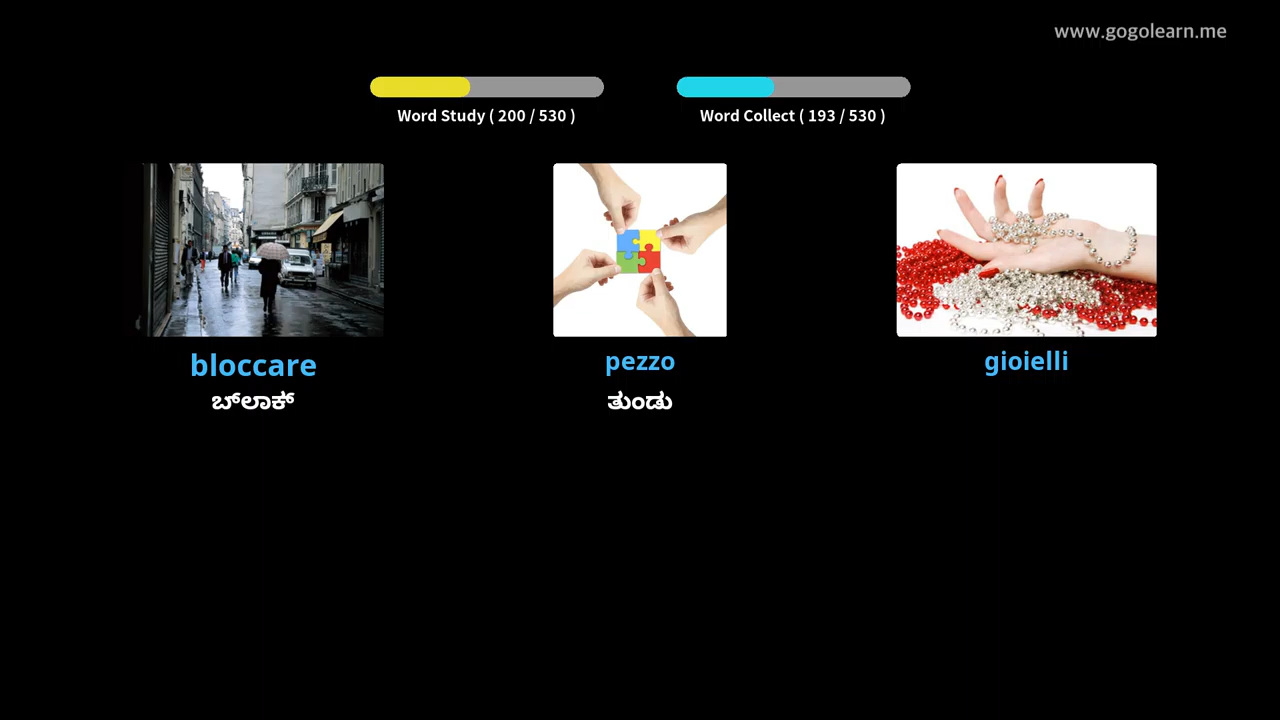 www.gogolearn.me
Word Study ( 200 / 530 )
Word Collect ( 193 / 530 )
bloccare
pezzo
gioielli
ಬ್ಲಾಕ್
ತುಂಡು